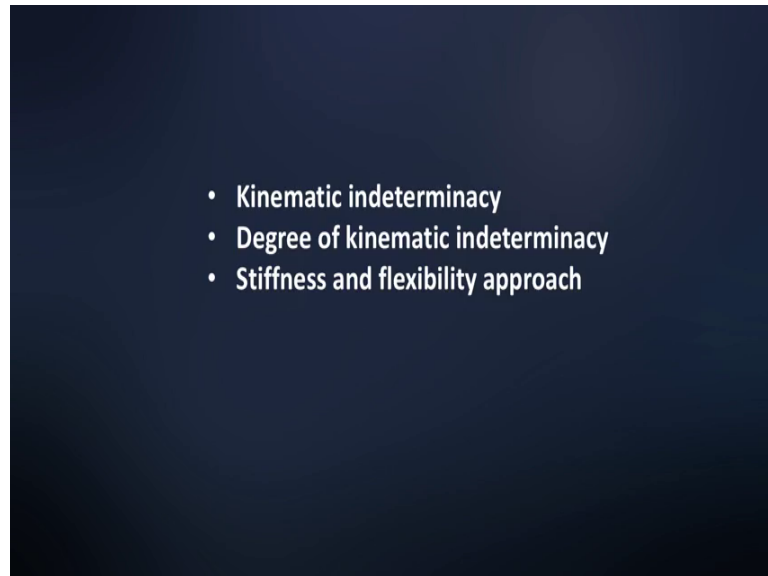 • Kinematic indeterminacy
• Degree of kinematic indeterminacy
• Stiffness and flexibility approach